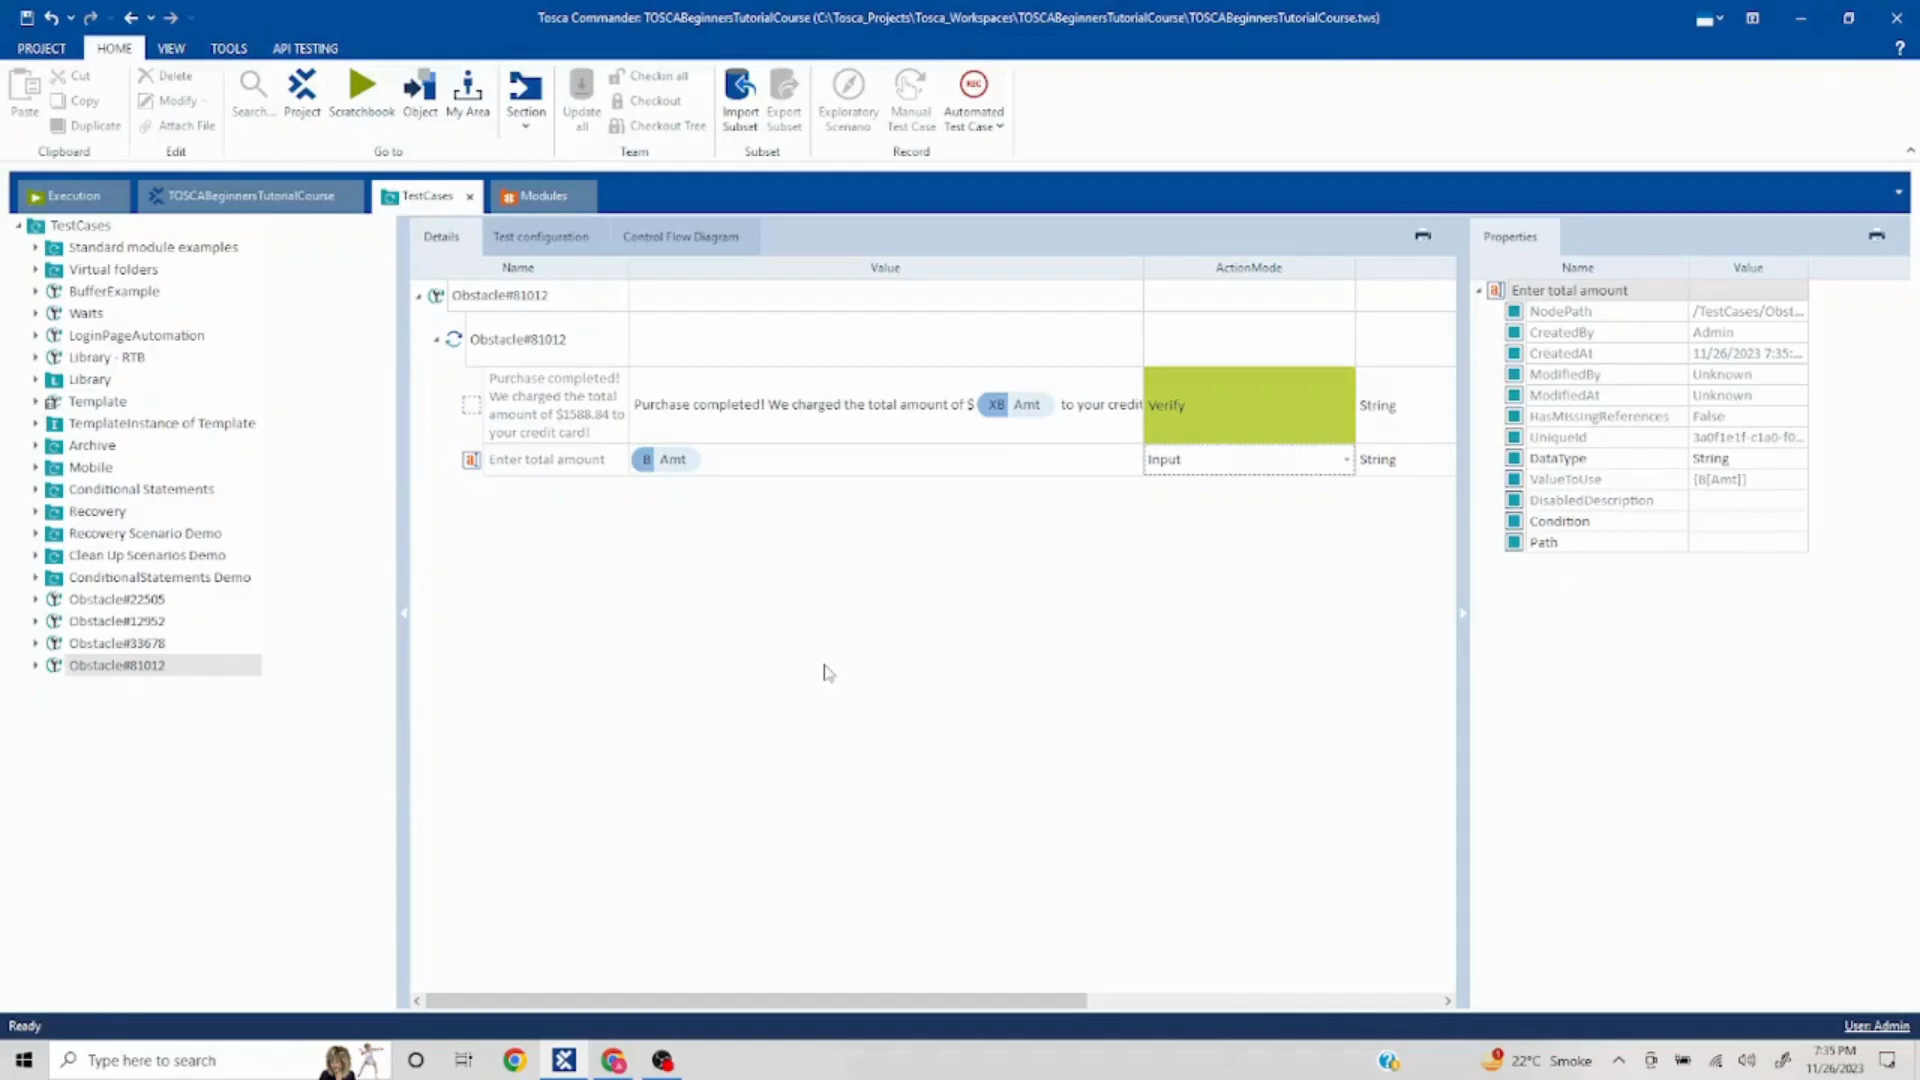 Tosca Commander: TOSCABeginnersTutorialCourse (C:\Tosca_Projects\Tosca_Workspaces\TOSCABeginnersTutorialCourse\TOSCABeginnersTutorialCourse.tws)
PROJECT HOME VIEW TOOLS API TESTING ?
Paste
Cut
Copy
Duplicate
Clipboard
Delete
Modify
Attach File
Edit
Search...
Project
Scratchbook
Object
My Area
Go to
Section
Update all
Checkin all
Checkout
Checkout Tree
Team
Import Subset
Export Subset
Subset
Exploratory Scenario
Manual Test Case
REC
Automated Test Case
Record
Execution TOSCABeginnersTutorialCourse TestCases × Modules
TestCases
Standard module examples
Virtual folders
BufferExample
Waits
LoginPageAutomation
Library - RTB
Library
Template
TemplateInstance of Template
Archive
Mobile
Conditional Statements
Recovery
Recovery Scenario Demo
Clean Up Scenarios Demo
ConditionalStatements Demo
Obstacle#22505
Obstacle#12952
Obstacle#33678
Obstacle#81012
Details Test configuration Control Flow Diagram
Name Value ActionMode
Obstacle#81012
Obstacle#81012
Purchase completed!
We charged the total
amount of $1588.84 to
your credit card!
Purchase completed! We charged the total amount of $ XB Amt to your credit Verify String
a Enter total amount B Amt Input String
Properties
Name Value
a Enter total amount
NodePath /TestCases/Obst...
CreatedBy Admin
CreatedAt 11/26/2023 7:35:...
ModifiedBy Unknown
ModifiedAt Unknown
HasMissingReferences False
UniqueId 3a0f1e1f-c1a0-f0...
DataType String
ValueToUse {B[Amt]}
DisabledDescription
Condition
Path
Ready User: Admin
Type here to search
22°C Smoke
7:35 PM
11/26/2023